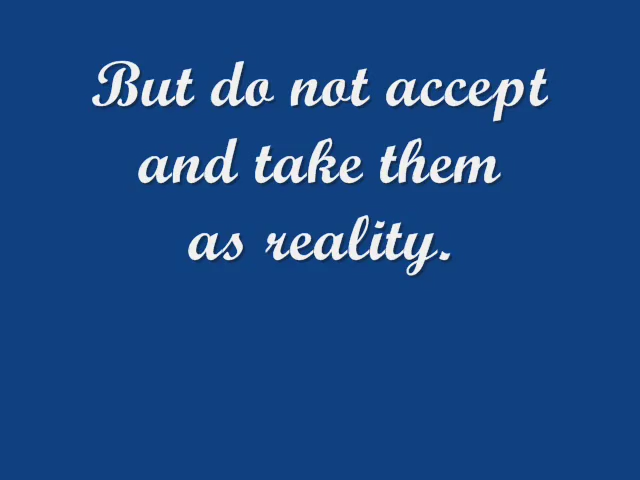 But do not accept
and take them
as reality.